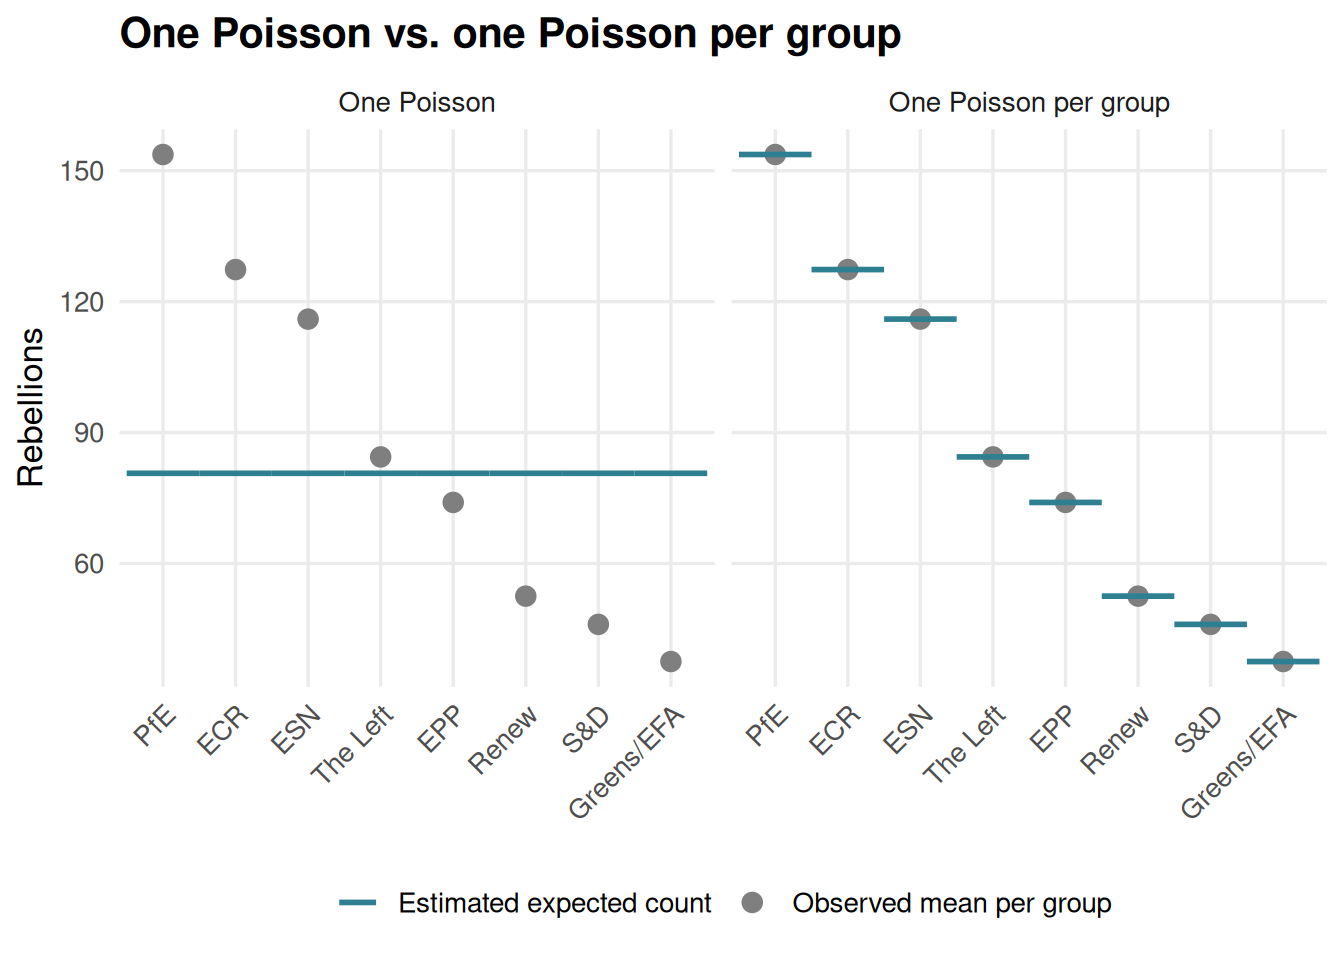 One Poisson vs. one Poisson per group
One Poisson
One Poisson per group
Rebellions
150
120
90
60
PfE
ECR
ESN
The Left
EPP
Renew
S&D
Greens/EFA
PfE
ECR
ESN
The Left
EPP
Renew
S&D
Greens/EFA
Estimated expected count
Observed mean per group